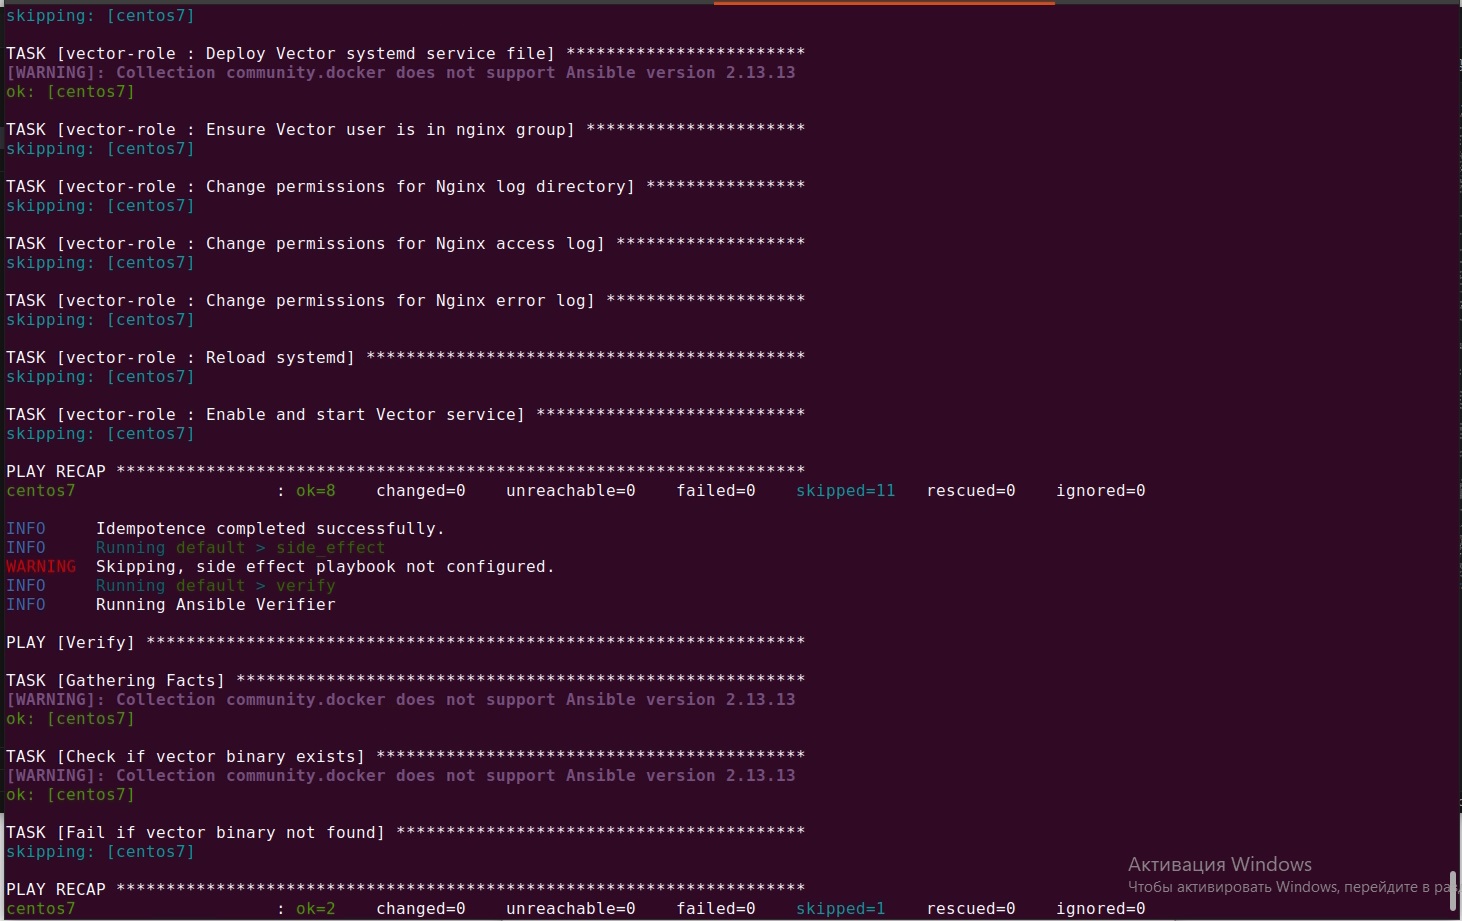 skipping: [centos7]
TASK [vector-role : Deploy Vector systemd service file] ************************
[WARNING]: Collection community.docker does not support Ansible version 2.13.13
ok: [centos7]
TASK [vector-role : Ensure Vector user is in nginx group] **********************
skipping: [centos7]
TASK [vector-role : Change permissions for Nginx log directory] ****************
skipping: [centos7]
TASK [vector-role : Change permissions for Nginx access log] *******************
skipping: [centos7]
TASK [vector-role : Change permissions for Nginx error log] ********************
skipping: [centos7]
TASK [vector-role : Reload systemd] ********************************************
skipping: [centos7]
TASK [vector-role : Enable and start Vector service] ***************************
skipping: [centos7]
PLAY RECAP *********************************************************************
centos7                    : ok=8    changed=0    unreachable=0    failed=0    skipped=11   rescued=0    ignored=0
INFO     Idempotence completed successfully.
INFO     Running default > side_effect
WARNING  Skipping, side effect playbook not configured.
INFO     Running default > verify
INFO     Running Ansible Verifier
PLAY [Verify] ******************************************************************
TASK [Gathering Facts] *********************************************************
[WARNING]: Collection community.docker does not support Ansible version 2.13.13
ok: [centos7]
TASK [Check if vector binary exists] *******************************************
[WARNING]: Collection community.docker does not support Ansible version 2.13.13
ok: [centos7]
TASK [Fail if vector binary not found] *****************************************
skipping: [centos7]
Активация Windows
Чтобы активировать Windows, перейдите в раз
PLAY RECAP *********************************************************************
centos7                    : ok=2    changed=0    unreachable=0    failed=0    skipped=1    rescued=0    ignored=0